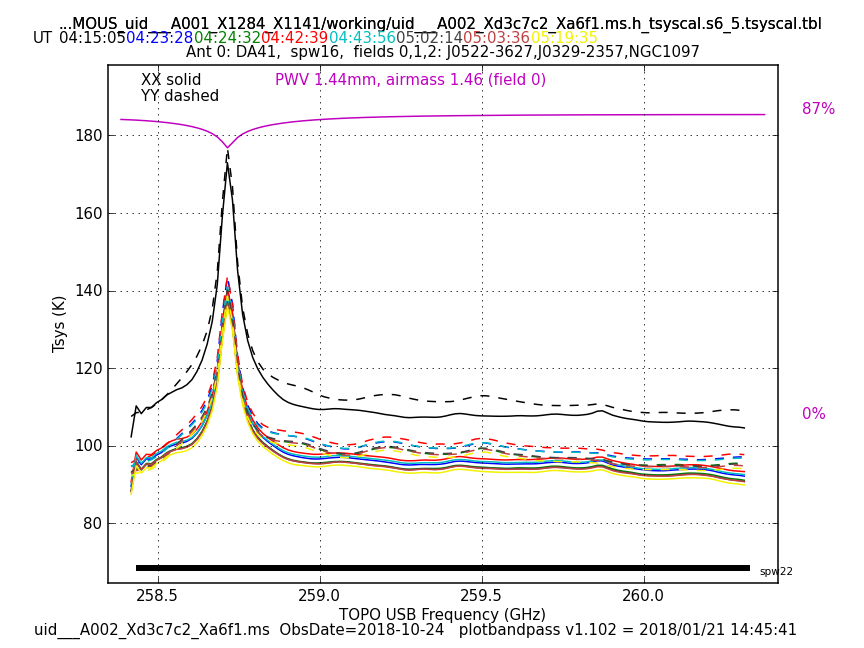 ...MOUS_uid___A001_X1284_X1141/working/uid___A002_Xd3c7c2_Xa6f1.ms.h_tsyscal.s6_5.tsyscal.tbl
UT 04:15:05 04:23:28 04:24:32 04:42:39 04:43:56 05:02:14 05:03:36 05:19:35
Ant 0: DA41, spw16, fields 0,1,2: J0522-3627,J0329-2357,NGC1097
XX solid
YY dashed
PWV 1.44mm, airmass 1.46 (field 0)
87%
0%
180
160
140
120
100
80
Tsys (K)
spw22
258.5 259.0 259.5 260.0
TOPO USB Frequency (GHz)
uid___A002_Xd3c7c2_Xa6f1.ms ObsDate=2018-10-24 plotbandpass v1.102 = 2018/01/21 14:45:41